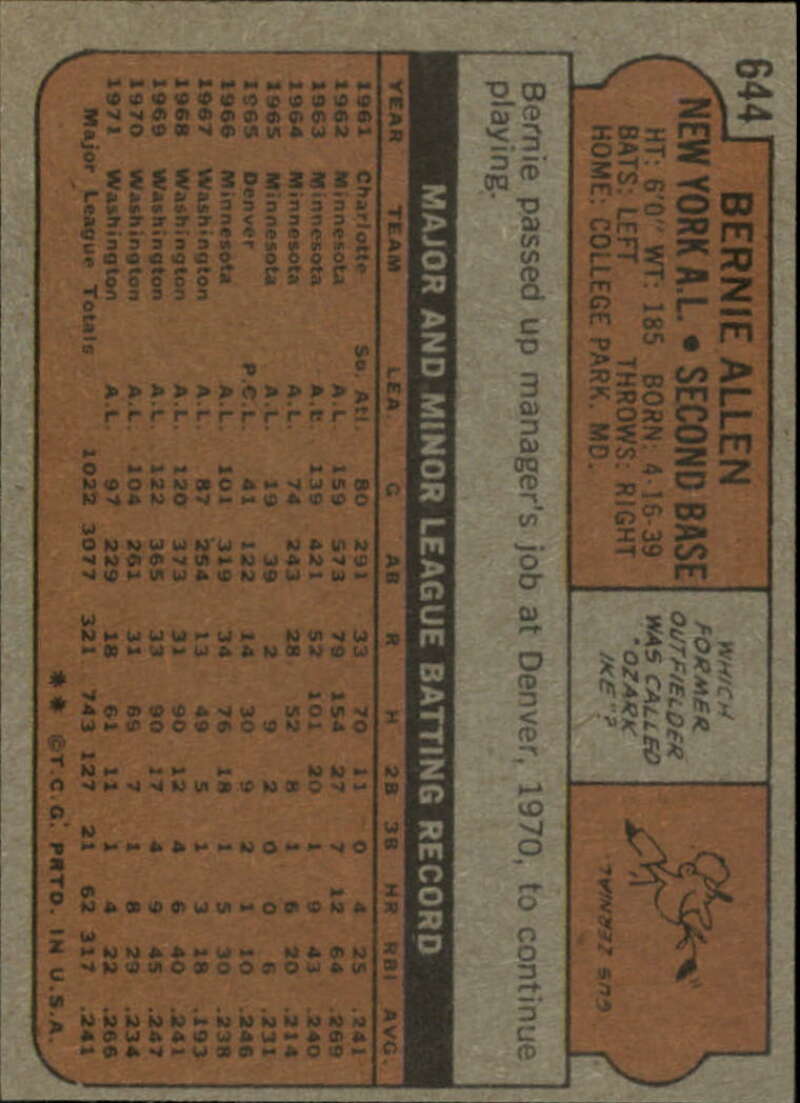 644
BERNIE ALLEN
NEW YORK A.L. • SECOND BASE
HT: 6'0" WT: 185 BORN: 4-16-39
BATS: LEFT THROWS: RIGHT
HOME: COLLEGE PARK, MD.
WHICH
FORMER
OUTFIELDER
WAS CALLED
"OZARK
IKE"?
GUS ZERNIAL
Bernie passed up manager's job at Denver, 1970, to continue
playing.
MAJOR AND MINOR LEAGUE BATTING RECORD
YEAR TEAM LEA. G AB R H 2B 3B HR RBI AVG.
1961 Charlotte So. Atl. 80 291 33 70 11 0 4 25 .241
1962 Minnesota A.L. 159 573 79 154 27 7 12 64 .269
1963 Minnesota A.L. 139 421 52 101 20 1 9 43 .240
1964 Minnesota A.L. 74 243 28 52 8 1 6 20 .214
1965 Minnesota A.L. 19 39 2 9 2 0 0 6 .231
1965 Denver P.C.L. 41 122 14 30 9 2 1 10 .246
1966 Minnesota A.L. 101 319 34 76 18 1 5 30 .238
1967 Washington A.L. 87 254 13 49 5 1 3 18 .193
1968 Washington A.L. 120 373 31 90 12 4 6 40 .241
1969 Washington A.L. 122 365 33 90 17 4 9 45 .247
1970 Washington A.L. 104 261 31 61 7 1 8 29 .234
1971 Washington A.L. 97 229 18 61 11 1 4 22 .266
Major League Totals 1022 3077 321 743 127 21 62 317 .241
** ©T.C.G. PRTD. IN U.S.A.